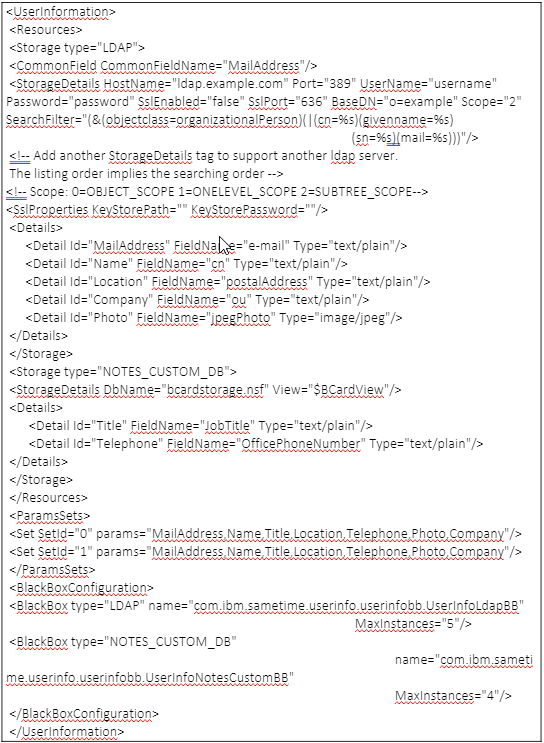 <UserInformation>
<Resources>
<Storage type="LDAP">
<CommonField CommonFieldName="MailAddress"/>
<StorageDetails HostName="ldap.example.com" Port="389" UserName="username"
Password="password" SslEnabled="false" SslPort="636" BaseDN="o=example" Scope="2"
SearchFilter="(&(objectclass=organizationalPerson)(|(cn=%s)(givenname=%s)
(sn=%s)(mail=%s)))"/>
<!-- Add another StorageDetails tag to support another ldap server.
The listing order implies the searching order -->
<!-- Scope: 0=OBJECT_SCOPE 1=ONELEVEL_SCOPE 2=SUBTREE_SCOPE-->
<SslProperties KeyStorePath="" KeyStorePassword=""/>
<Details>
<Detail Id="MailAddress" FieldName="e-mail" Type="text/plain"/>
<Detail Id="Name" FieldName="cn" Type="text/plain"/>
<Detail Id="Location" FieldName="postalAddress" Type="text/plain"/>
<Detail Id="Company" FieldName="ou" Type="text/plain"/>
<Detail Id="Photo" FieldName="jpegPhoto" Type="image/jpeg"/>
</Details>
</Storage>
<Storage type="NOTES_CUSTOM_DB">
<StorageDetails DbName="bcardstorage.nsf" View="$BCardView"/>
<Details>
<Detail Id="Title" FieldName="JobTitle" Type="text/plain"/>
<Detail Id="Telephone" FieldName="OfficePhoneNumber" Type="text/plain"/>
</Details>
</Storage>
</Resources>
<ParamsSets>
<Set SetId="0" params="MailAddress,Name,Title,Location,Telephone,Photo,Company"/>
<Set SetId="1" params="MailAddress,Name,Title,Location,Telephone,Photo,Company"/>
</ParamsSets>
<BlackBoxConfiguration>
<BlackBox type="LDAP" name="com.ibm.sametime.userinfo.userinfobb.UserInfoLdapBB"
MaxInstances="5"/>
<BlackBox type="NOTES_CUSTOM_DB"
name="com.ibm.sameti
me.userinfo.userinfobb.UserInfoNotesCustomBB"
MaxInstances="4"/>
</BlackBoxConfiguration>
</UserInformation>